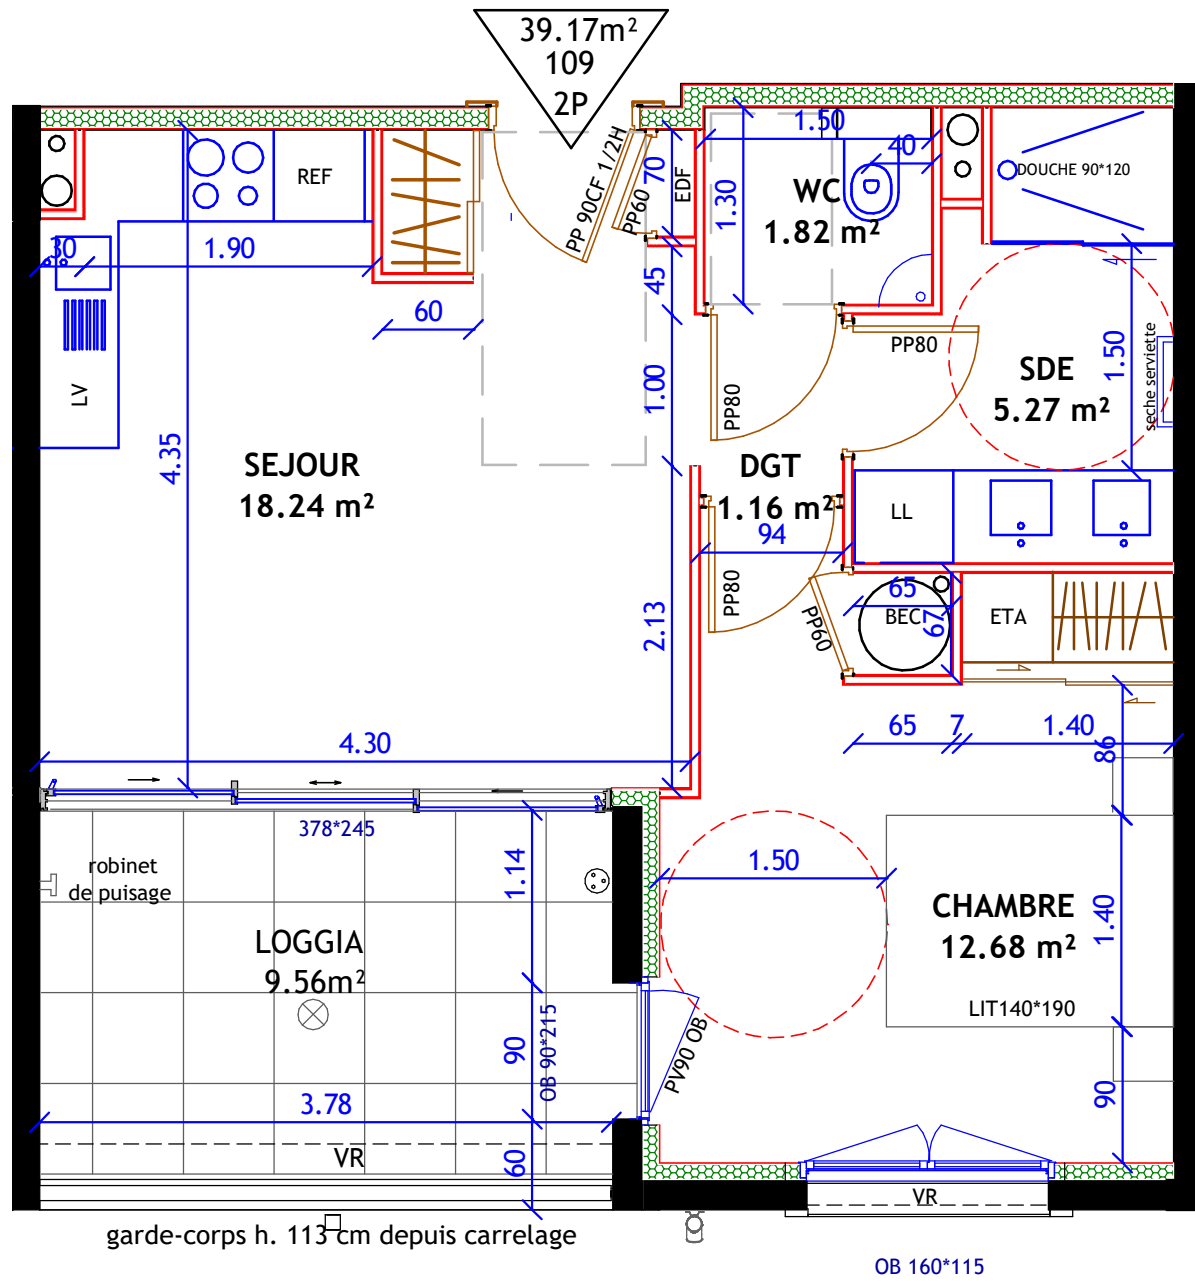 39.17m²
109
2P
1.50
40
70
EDF
PP 90CF 1/2H
PP60
1.30
WC
1.82 m²
DOUCHE 90*120
REF
30
1.90
60
45
LV
4.35
1.00
PP80
PP80
SDE
5.27 m²
1.50
seche serviette
SEJOUR
18.24 m²
DGT
1.16 m²
94
LL
PP80
2.13
PP60
65
BEC
67
ETA
4.30
65
7
1.40
86
378*245
robinet
de puisage
1.14
1.50
LOGGIA
9.56m²
CHAMBRE
12.68 m²
1.40
LIT140*190
90
OB 90*215
PV90 OB
3.78
90
VR
60
VR
garde-corps h. 113 cm depuis carrelage
OB 160*115